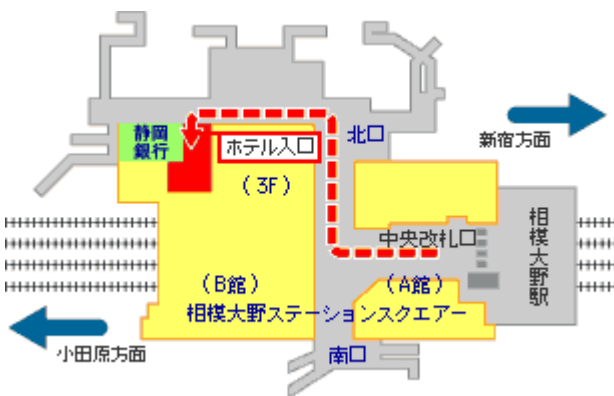 静岡
銀行
ホテル入口
(3F)
北口
新宿方面
中央改札口
相模大野駅
(B館)
(A館)
相模大野ステーションスクエアー
小田原方面
南口